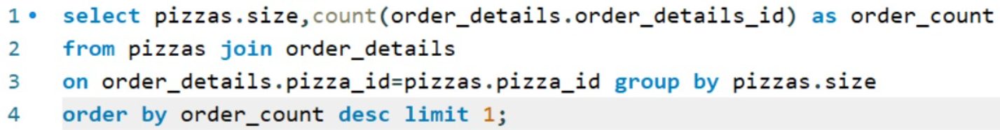 1 • select pizzas.size,count(order_details.order_details_id) as order_count
2 from pizzas join order_details
3 on order_details.pizza_id=pizzas.pizza_id group by pizzas.size
4 order by order_count desc limit 1;